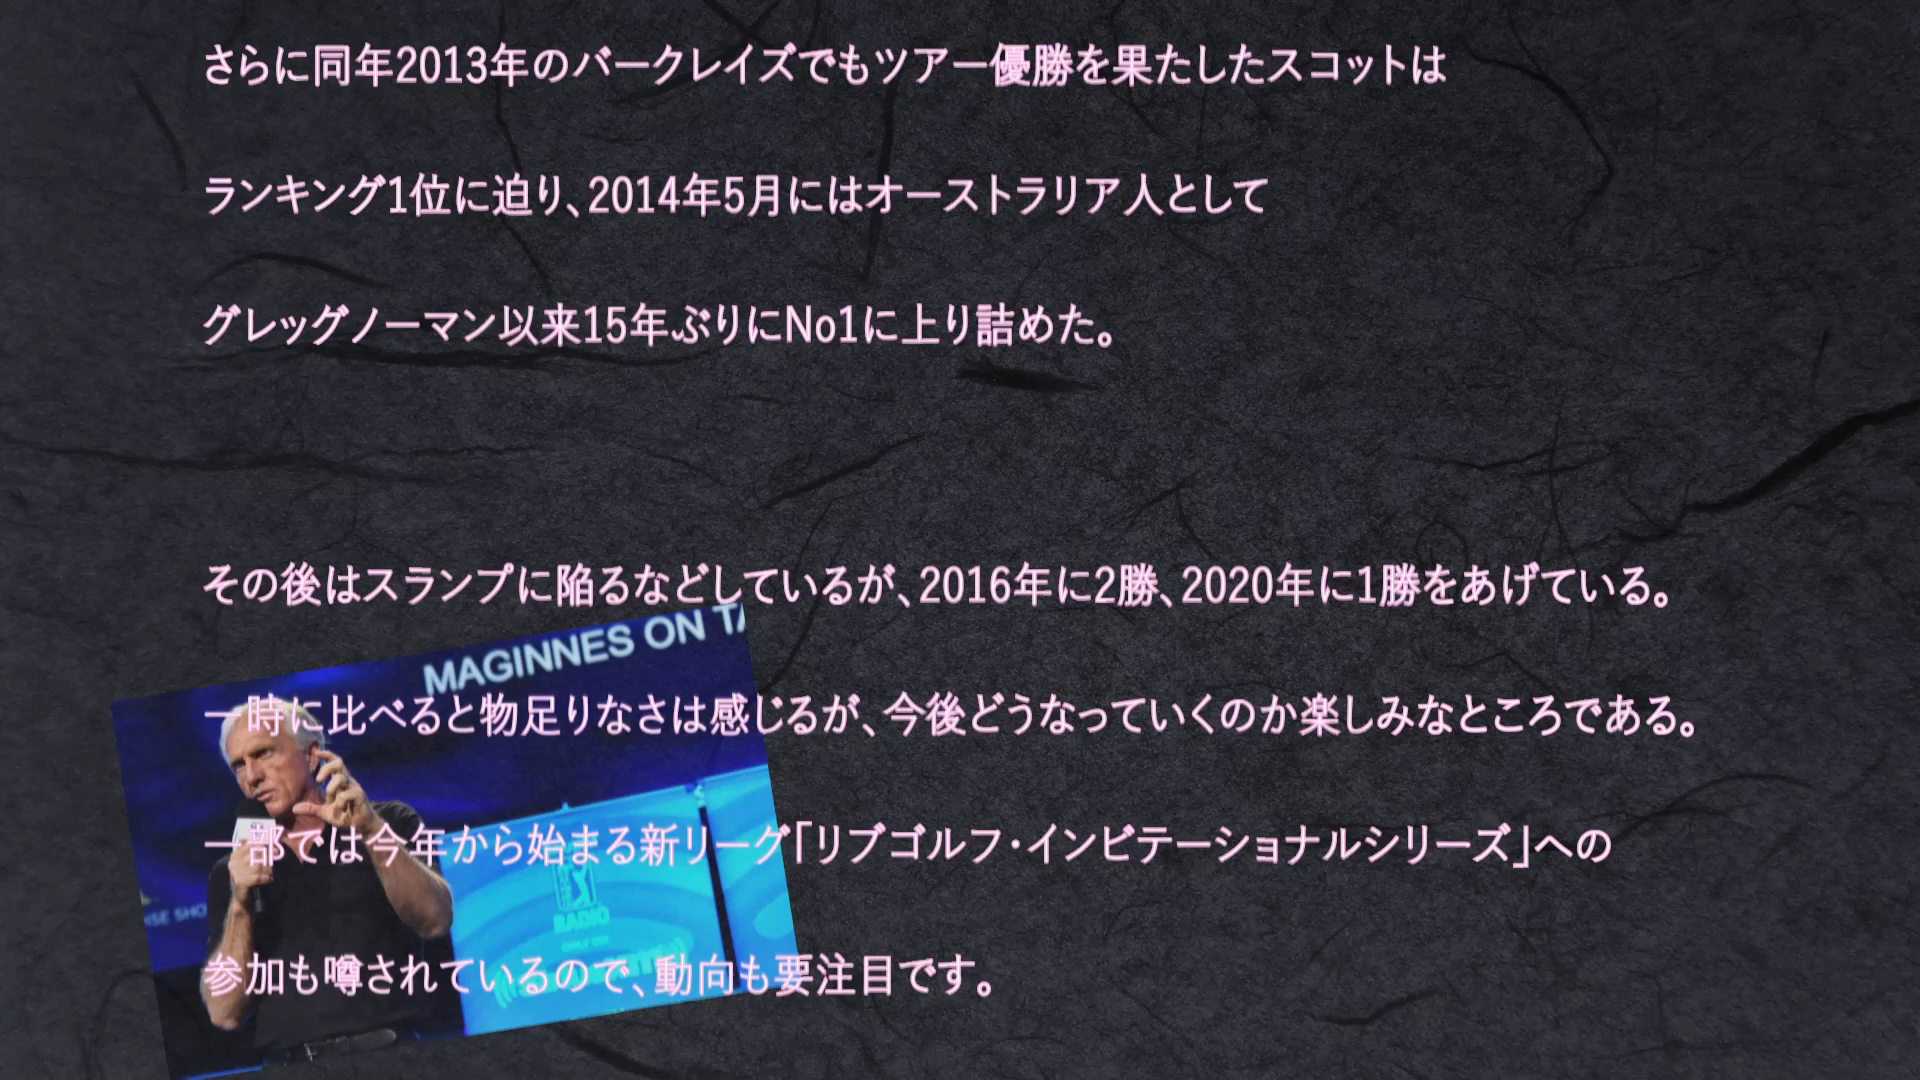 さらに同年2013年のバークレイズでもツアー優勝を果たしたスコットは
ランキング1位に迫り、2014年5月にはオーストラリア人として
グレッグノーマン以来15年ぶりにNo1に上り詰めた。
その後はスランプに陥るなどしているが、2016年に2勝、2020年に1勝をあげている。
MAGINNES ON TA
一時に比べると物足りなさは感じるが、今後どうなっていくのか楽しみなところである。
一部では今年から始まる新リーグ「リブゴルフ・インビテーショナルシリーズ」への
ISE SHO
RADIO
参加も噂されているので、動向も要注目です。